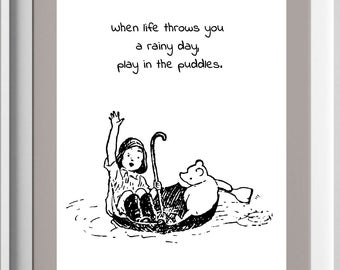 When life throws you
a rainy day,
play in the puddles.